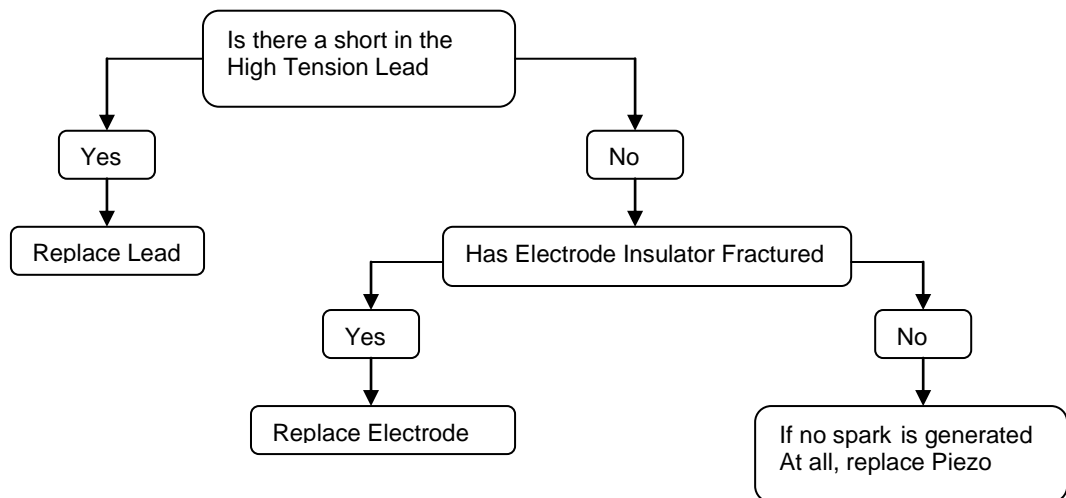 Is there a short in the
High Tension Lead
Yes
No
Replace Lead
Has Electrode Insulator Fractured
Yes
No
Replace Electrode
If no spark is generated
At all, replace Piezo